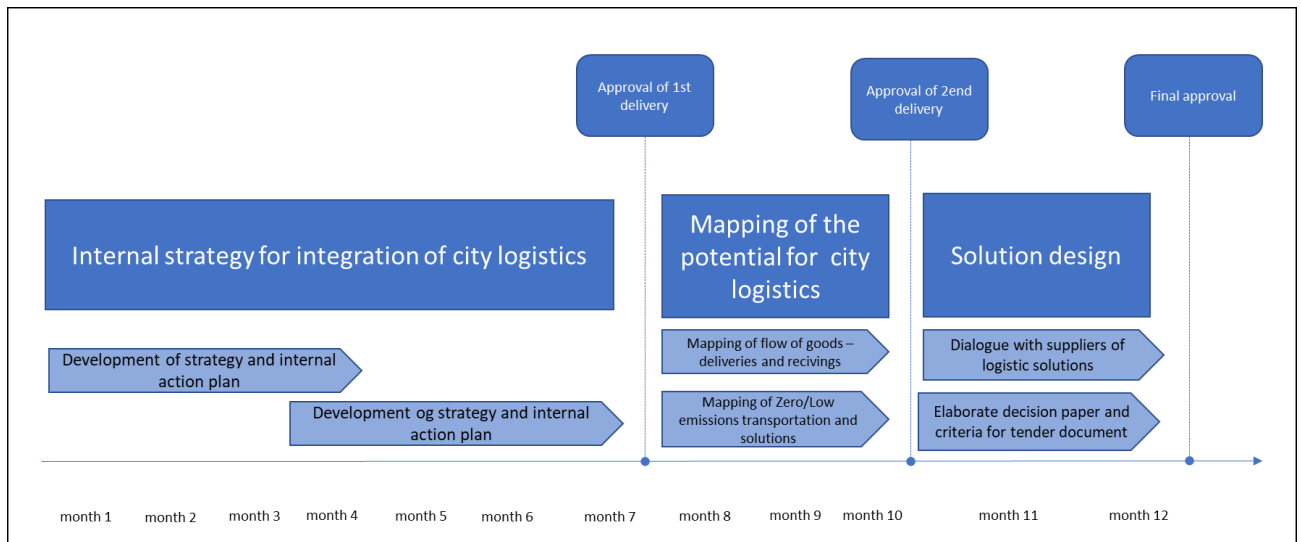 Approval of 1st
delivery
Approval of 2end
delivery
Final approval
Internal strategy for integration of city logistics
Mapping of the
potential for city
logistics
Solution design
Development of strategy and internal
action plan
Development og strategy and internal
action plan
Mapping of flow of goods –
deliveries and recivings
Mapping of Zero/Low
emissions transportation and
solutions
Dialogue with suppliers of
logistic solutions
Elaborate decision paper and
criteria for tender document
month 1 month 2 month 3 month 4 month 5 month 6 month 7 month 8 month 9 month 10 month 11 month 12